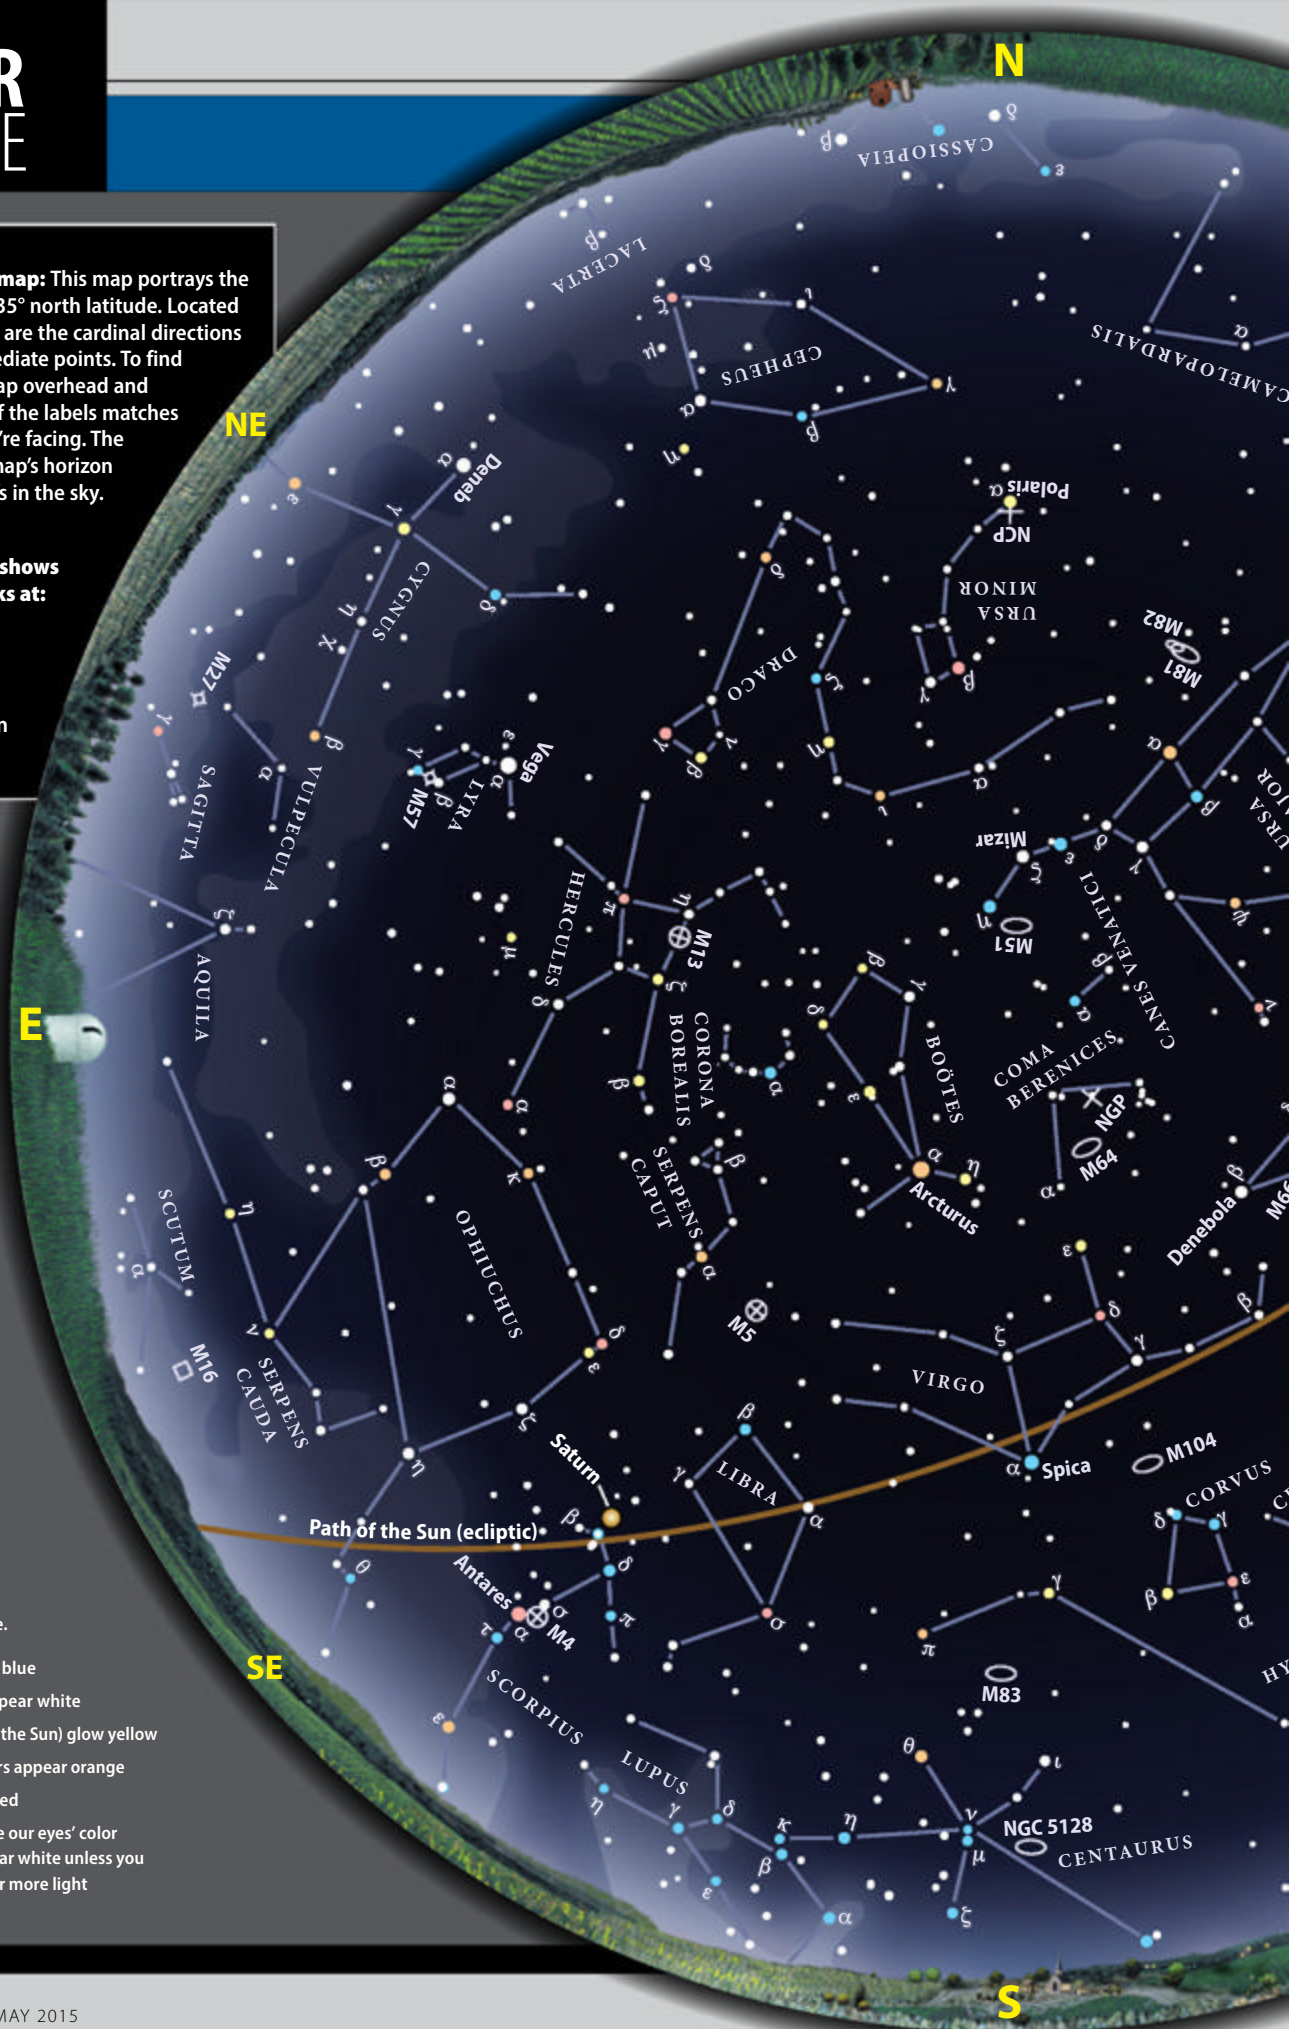 R
E
map: This map portrays the
35° north latitude. Located
are the cardinal directions
ediate points. To find
ap overhead and
f the labels matches
're facing. The
nap's horizon
s in the sky.
shows
ks at:
n
e.
blue
pear white
the Sun) glow yellow
rs appear orange
ed
e our eyes' color
ar white unless you
r more light
MAY 2015
N
NE
E
SE
S
β
CASSIOPEIA
δ
ε
β
LACERTA
δ
ζ
ι
μ
CEPHEUS
α
β
γ
CAMELOPARDALIS
α
η
α
Polaris
NCP
URSA
MINOR
β
γ
M82
M81
α
Deneb
ε
γ
CYGNUS
δ
η
χ
β
M27
γ
SAGITTA
α
VULPECULA
γ
M57
β
LYRA
α
ε
Vega
δ
DRACO
ζ
γ
β
ν
η
ι
α
α
β
URSA
Mizar
ζ
ε
δ
γ
η
M51
CANES VENATICI
β
α
ψ
ν
HERCULES
π
η
M13
μ
ζ
δ
ζ
AQUILA
β
α
CORONA
BOREALIS
α
β
γ
δ
BOÖTES
ε
α
η
Arcturus
COMA
BERENICES
NGP
M64
α
β
Denebola
α
β
κ
OPHIUCHUS
SERPENS
CAPUT
β
α
M5
δ
ε
ζ
η
SCUTUM
α
η
ν
M16
SERPENS
CAUDA
ε
δ
ζ
γ
β
VIRGO
α
Spica
M104
CORVUS
δ
γ
β
ε
α
β
γ
LIBRA
α
σ
Saturn
Path of the Sun (ecliptic)
β
δ
π
Antares
σ
α
M4
τ
θ
SCORPIUS
ε
π
γ
M83
HY
LUPUS
η
γ
δ
ε
κ
β
α
η
θ
ι
ν
μ
NGC 5128
CENTAURUS
ζ